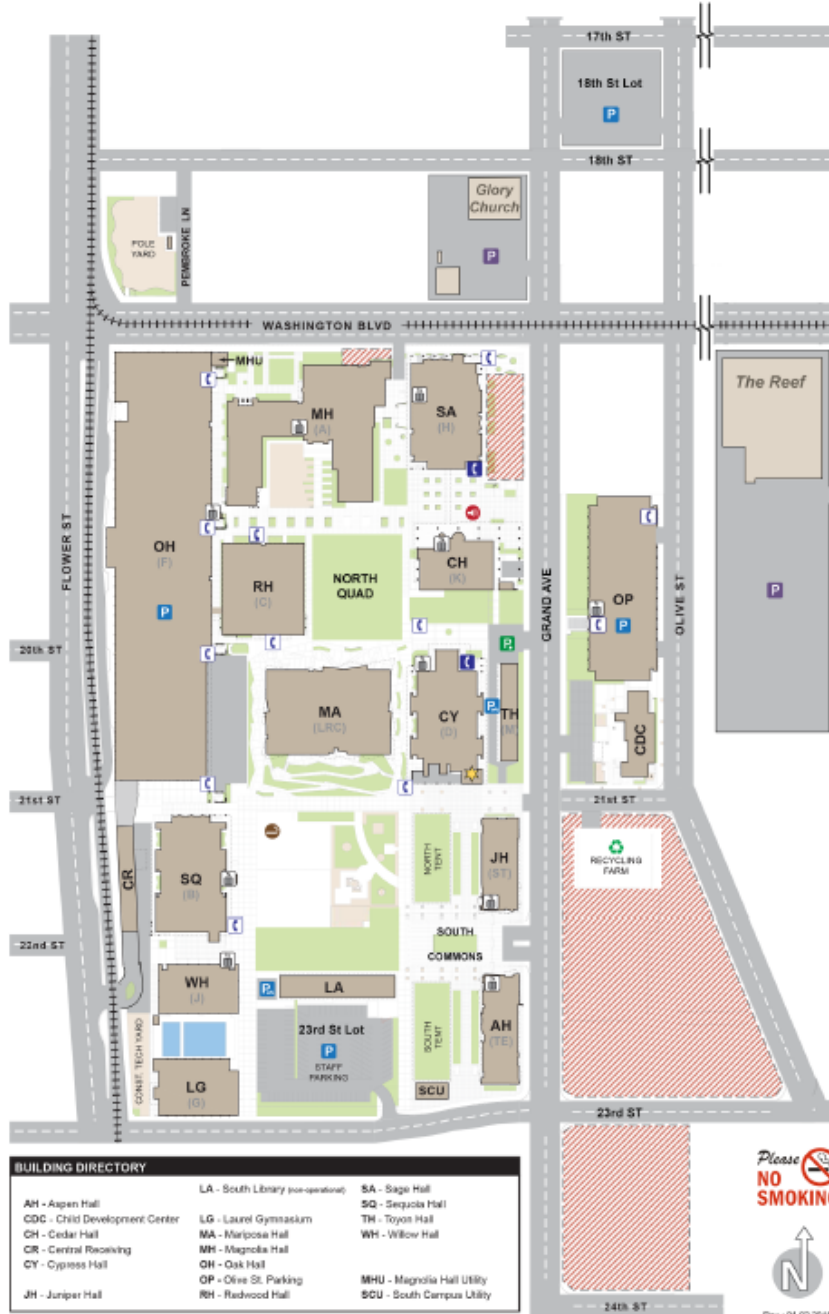 17th ST
18th St Lot
P
18th ST
Glory
Church
P
POLE
YARD
PEMBROKE LN
WASHINGTON BLVD
MHU
MH
(A)
SA
(H)
The Reef
FLOWER ST
OH
(F)
P
RH
(C)
NORTH
QUAD
CH
(K)
GRAND AVE
OP
P
OLIVE ST
P
20th ST
MA
(LRC)
CY
(D)
P
P
TH
(M)
CDC
21st ST
21st ST
CR
SQ
(B)
NORTH
TENT
JH
(ST)
RECYCLING
FARM
22nd ST
SOUTH
COMMONS
WH
(J)
P
LA
23rd St Lot
P
STAFF
PARKING
SOUTH
TENT
AH
(TE)
CONST. TECH YARD
LG
(G)
SCU
23rd ST
BUILDING DIRECTORY
AH - Aspen Hall
CDC - Child Development Center
CH - Cedar Hall
CR - Central Receiving
CY - Cypress Hall
JH - Juniper Hall
LA - South Library (non-operational)
LG - Laurel Gymnasium
MA - Mariposa Hall
MH - Magnolia Hall
OH - Oak Hall
OP - Olive St. Parking
RH - Redwood Hall
SA - Sage Hall
SQ - Sequoia Hall
TH - Toyon Hall
WH - Willow Hall
MHU - Magnolia Hall Utility
SCU - South Campus Utility
Please
NO
SMOKING
N
24th ST